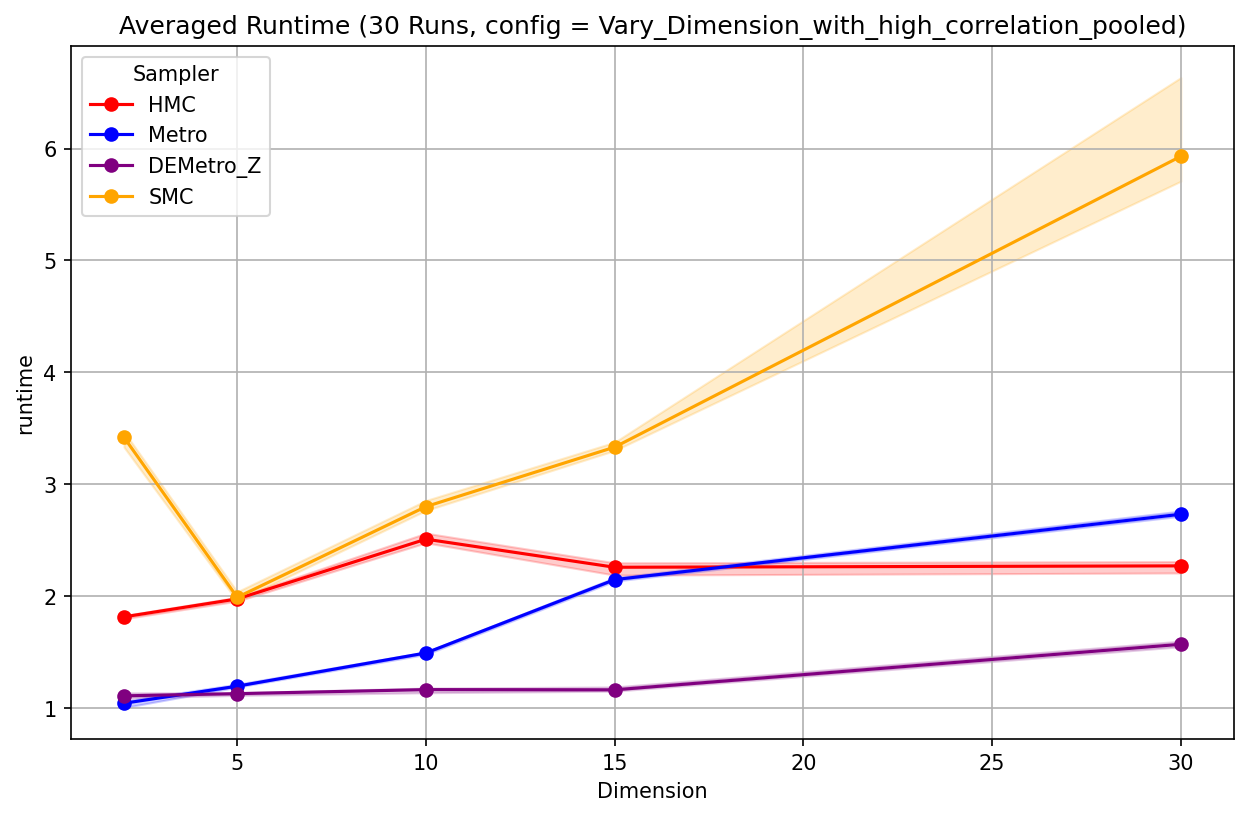 Averaged Runtime (30 Runs, config = Vary_Dimension_with_high_correlation_pooled)
Sampler
HMC
Metro
DEMetro_Z
SMC
runtime
6
5
4
3
2
1
5 10 15 20 25 30
Dimension